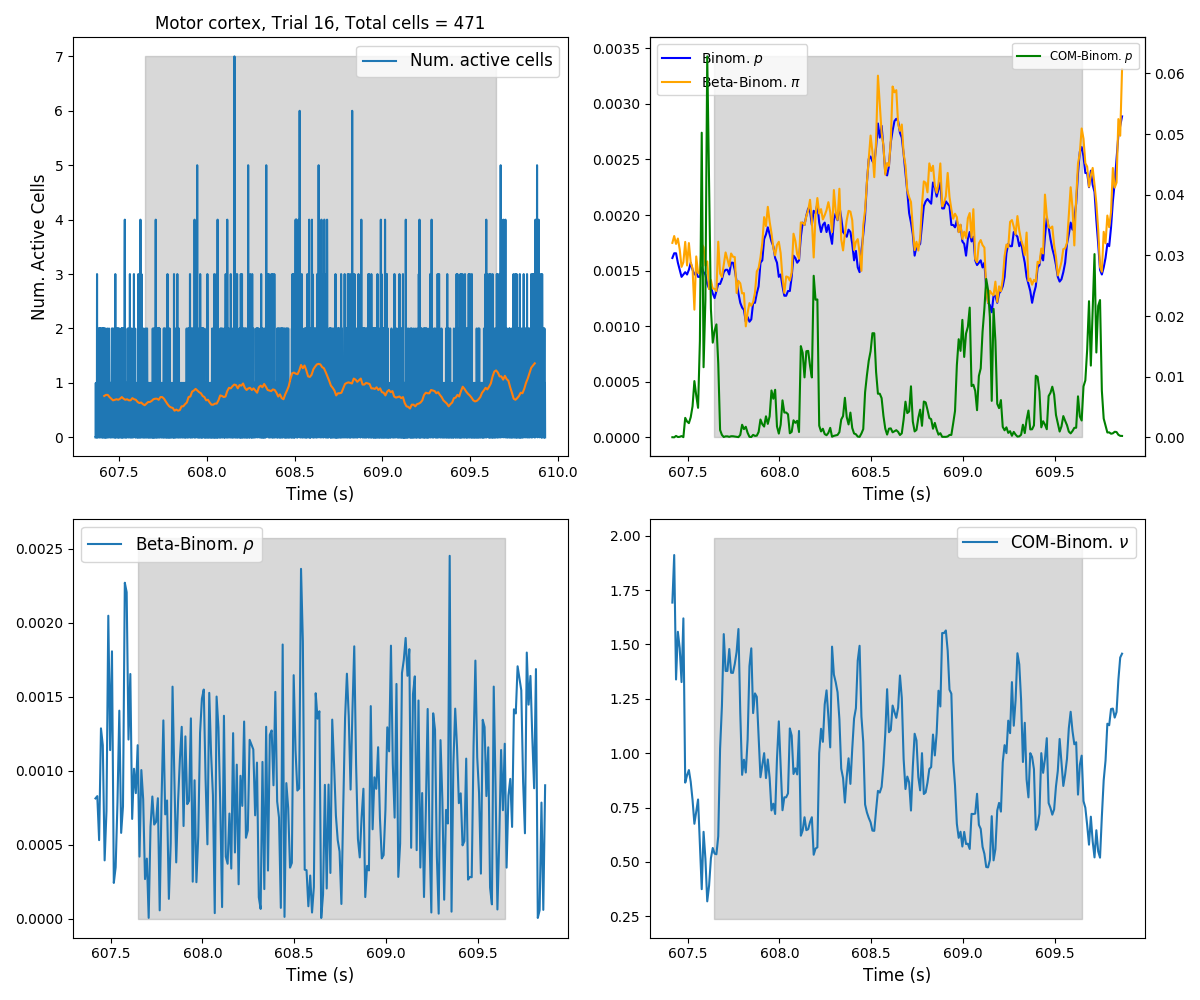 Motor cortex, Trial 16, Total cells = 471
Num. active cells
7
6
5
4
3
2
1
0
Num. Active Cells
607.5 608.0 608.5 609.0 609.5 610.0
Time (s)
Binom. p
Beta-Binom. π
COM-Binom. p
0.0035
0.0030
0.0025
0.0020
0.0015
0.0010
0.0005
0.0000
0.06
0.05
0.04
0.03
0.02
0.01
0.00
607.5 608.0 608.5 609.0 609.5
Time (s)
Beta-Binom. ρ
0.0025
0.0020
0.0015
0.0010
0.0005
0.0000
607.5 608.0 608.5 609.0 609.5
Time (s)
COM-Binom. ν
2.00
1.75
1.50
1.25
1.00
0.75
0.50
0.25
607.5 608.0 608.5 609.0 609.5
Time (s)